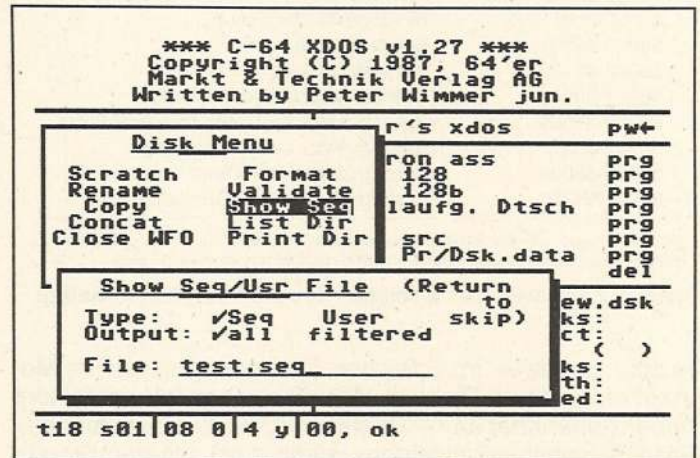 *** C-64 XDOS v1.27 ***
Copyright (C) 1987, 64'er
Markt & Technik Verlag AG
Written by Peter Wimmer jun.
r's xdos pw←
Disk Menu
Scratch Format
Rename Validate
Copy Show Seq
Concat List Dir
Close WFO Print Dir
ron ass prg
128 prg
128b prg
laufg. Dtsch prg
prg
src prg
Pr/Dsk.data prg
del
Show Seq/Usr File (Return
to
Type: ✓Seq User skip)
Output: ✓all filtered
File: test.seq_
ew.dsk
ks:
ct:
( )
ks:
th:
ed:
t18 s01|08 0|4 y|00, ok